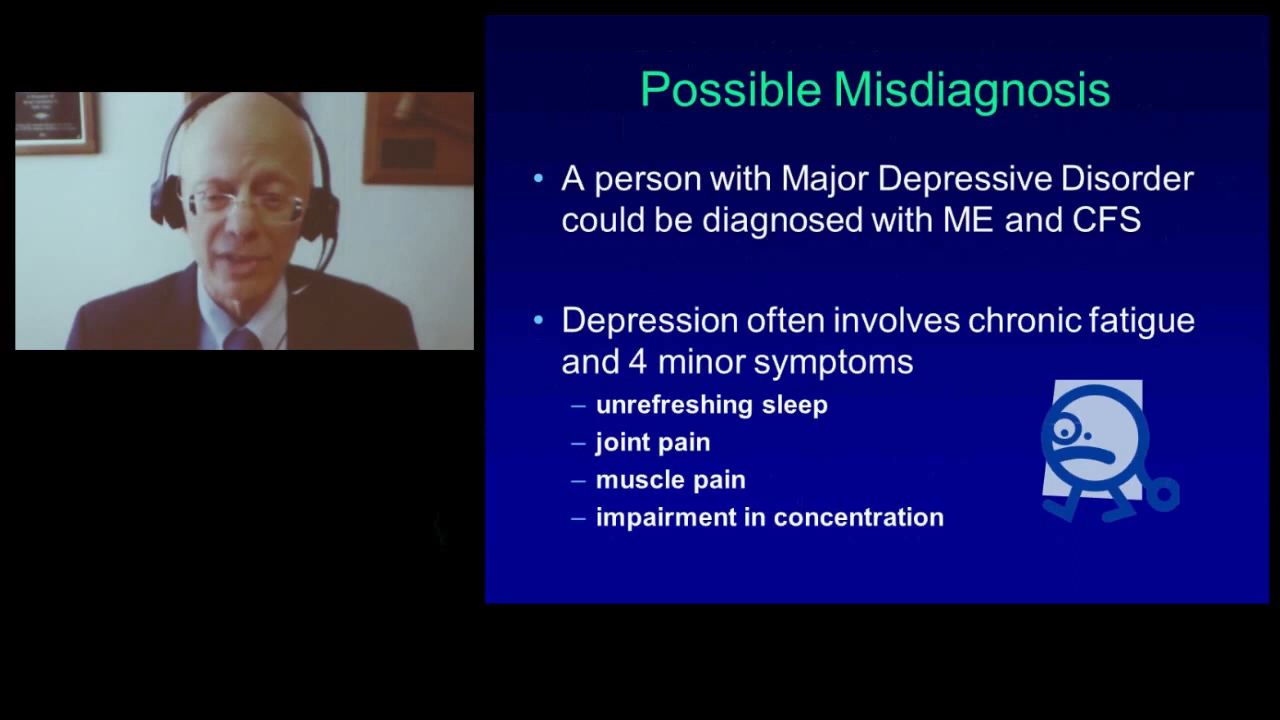 Possible Misdiagnosis
• A person with Major Depressive Disorder
could be diagnosed with ME and CFS
• Depression often involves chronic fatigue
and 4 minor symptoms
– unrefreshing sleep
– joint pain
– muscle pain
– impairment in concentration